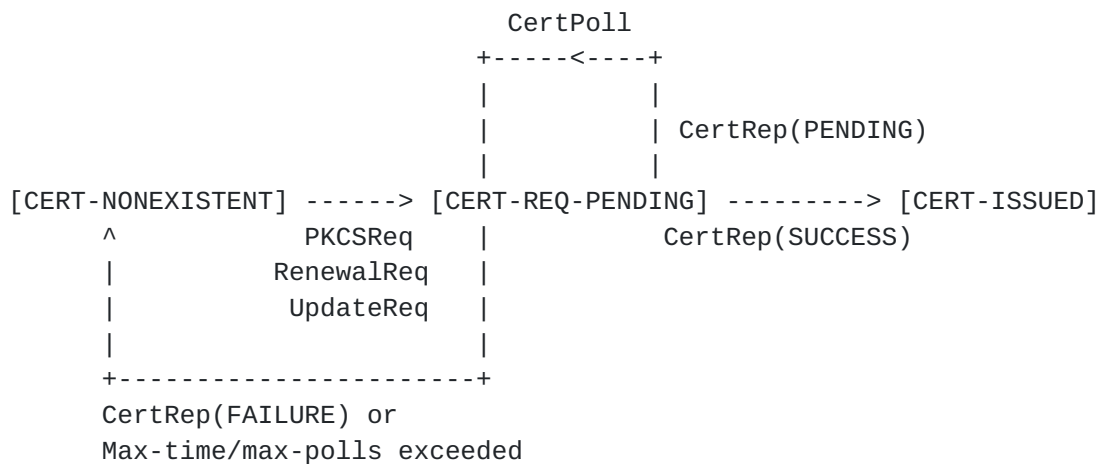 CertPoll
+-----<----+
| |
| | CertRep(PENDING)
| |
[CERT-NONEXISTENT] ------> [CERT-REQ-PENDING] ---------> [CERT-ISSUED]
^ PKCSReq | CertRep(SUCCESS)
| RenewalReq |
| UpdateReq |
| |
+-----------------------+
CertRep(FAILURE) or
Max-time/max-polls exceeded